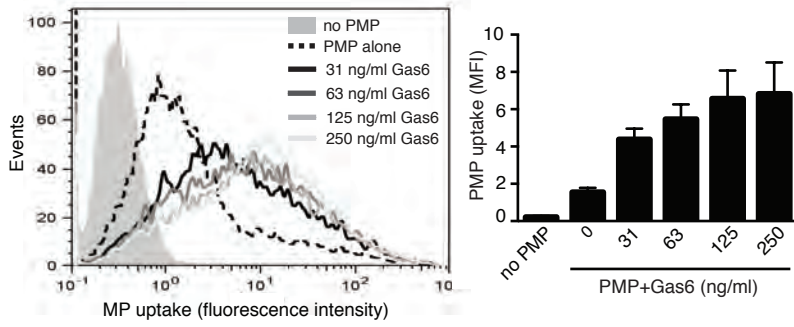 100
80
60
40
20
0
Events
10⁻¹ 10⁰ 10¹ 10² 10
MP uptake (fluorescence intensity)
no PMP
PMP alone
31 ng/ml Gas6
63 ng/ml Gas6
125 ng/ml Gas6
250 ng/ml Gas6
10
8
6
4
2
0
PMP uptake (MFI)
no PMP 0 31 63 125 250
PMP+Gas6 (ng/ml)